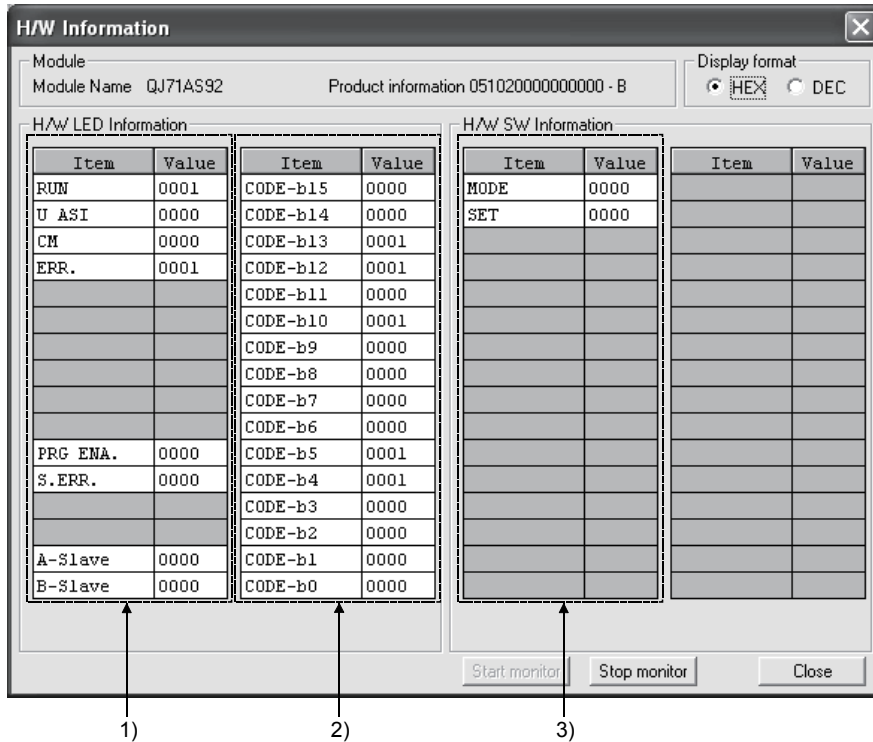 H/W Information
Module
Module Name QJ71AS92 Product information 051020000000000 - B
Display format
HEX DEC
H/W LED Information
H/W SW Information
Item Value Item Value Item Value Item Value
RUN 0001 CODE-b15 0000 MODE 0000
U ASI 0000 CODE-b14 0000 SET 0000
CM 0000 CODE-b13 0001
ERR. 0001 CODE-b12 0001
CODE-b11 0000
CODE-b10 0001
CODE-b9 0000
CODE-b8 0000
CODE-b7 0000
CODE-b6 0000
PRG ENA. 0000 CODE-b5 0001
S.ERR. 0000 CODE-b4 0001
CODE-b3 0000
CODE-b2 0000
A-Slave 0000 CODE-b1 0000
B-Slave 0000 CODE-b0 0000
Start monitor Stop monitor Close
1) 2) 3)